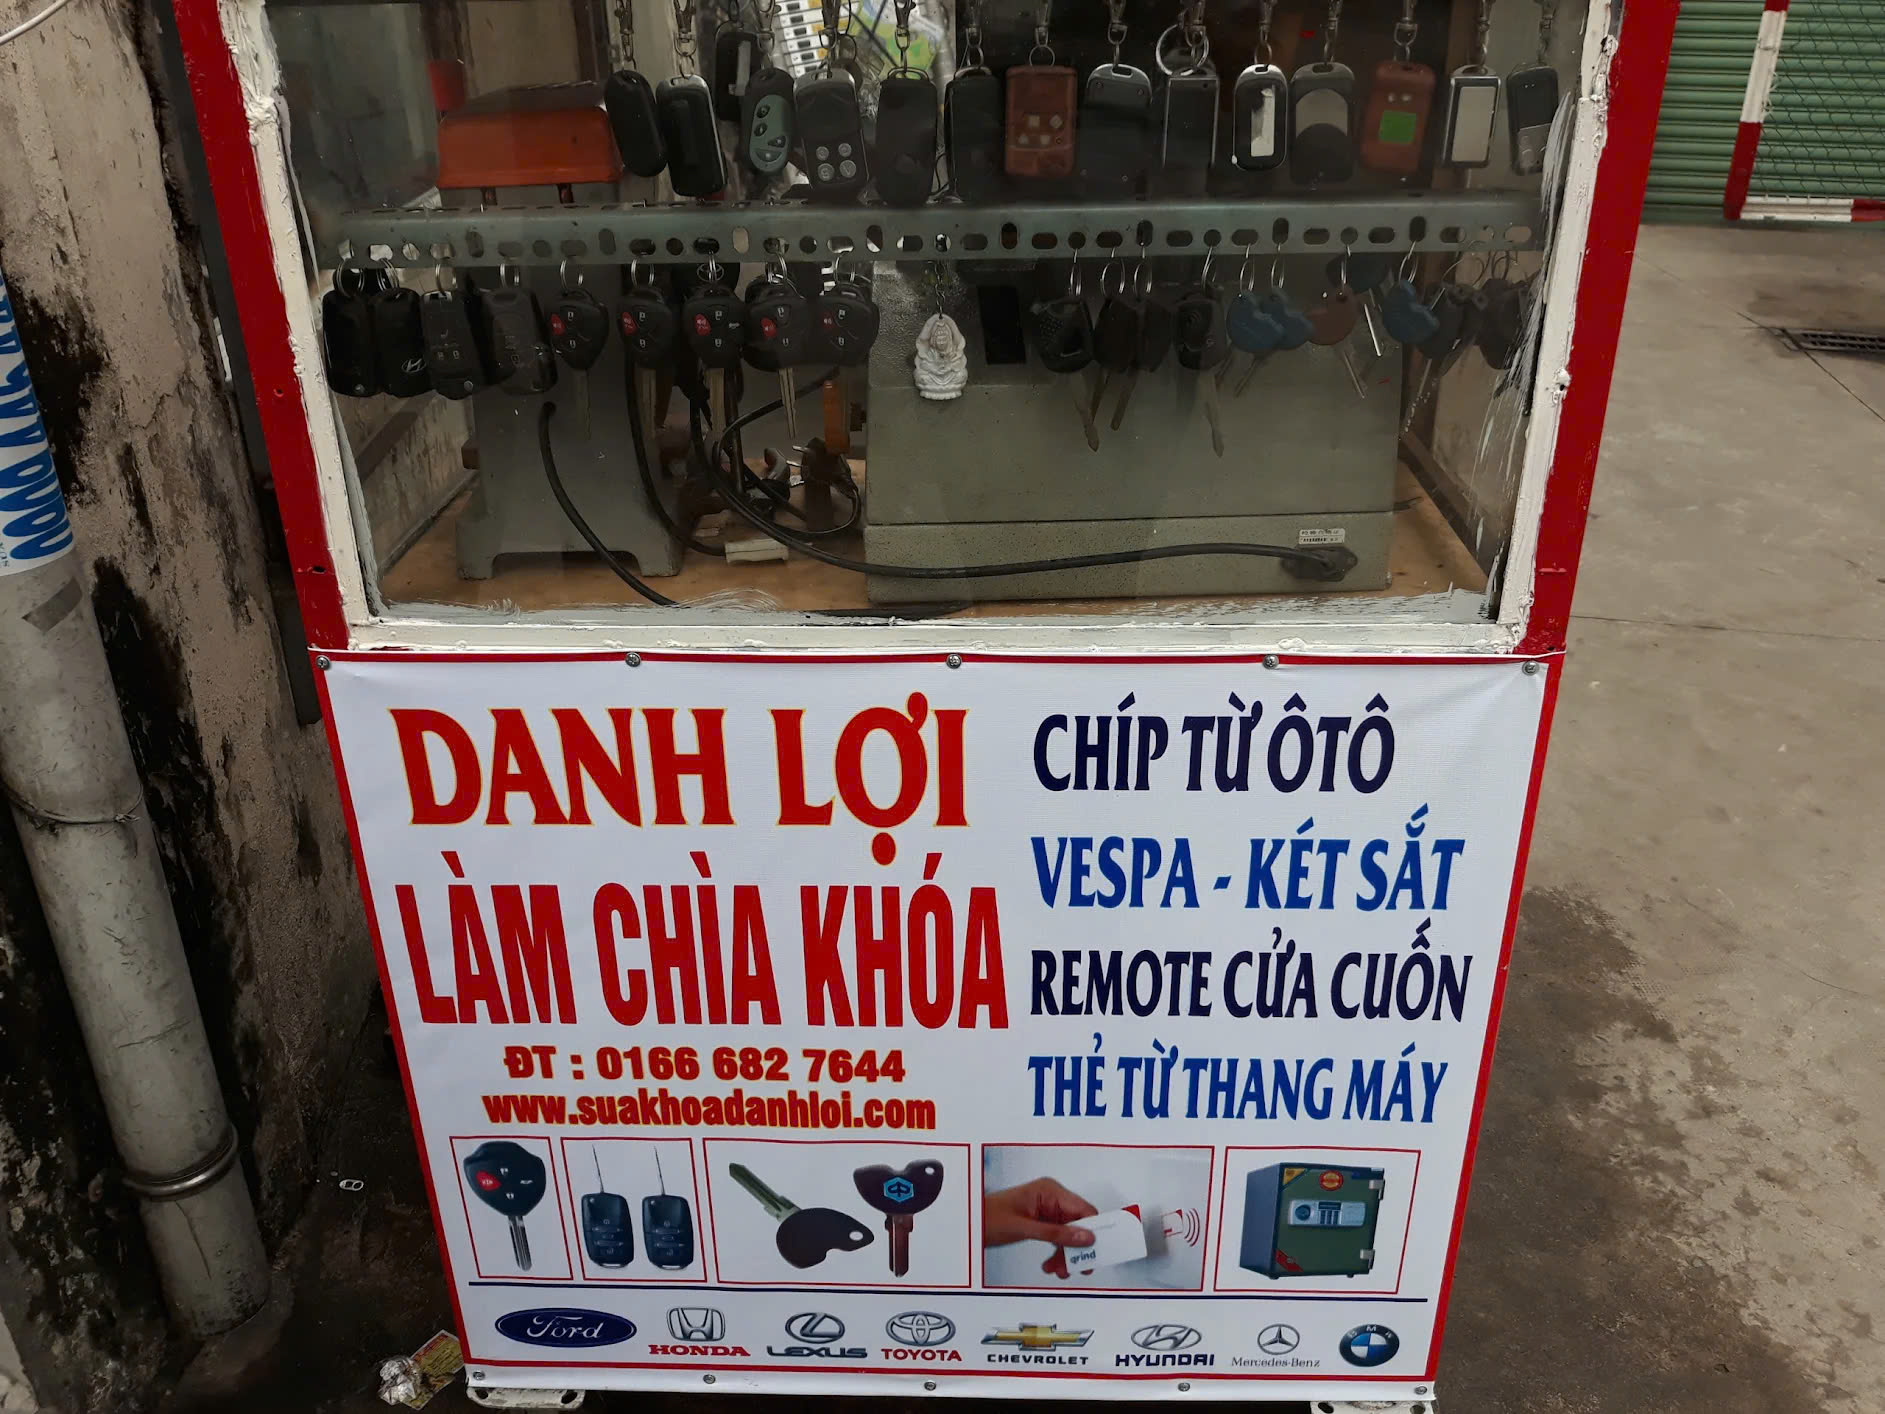 DANH LỢI
LÀM CHÌA KHÓA
ĐT : 0166 682 7644
www.suakhoadanhloi.com
CHÍP TỪ ÔTÔ
VESPA - KÉT SẮT
REMOTE CỬA CUỐN
THẺ TỪ THANG MÁY
grind
Ford
HONDA
LEXUS
TOYOTA
CHEVROLET
HYUNDAI
Mercedes-Benz
BMW